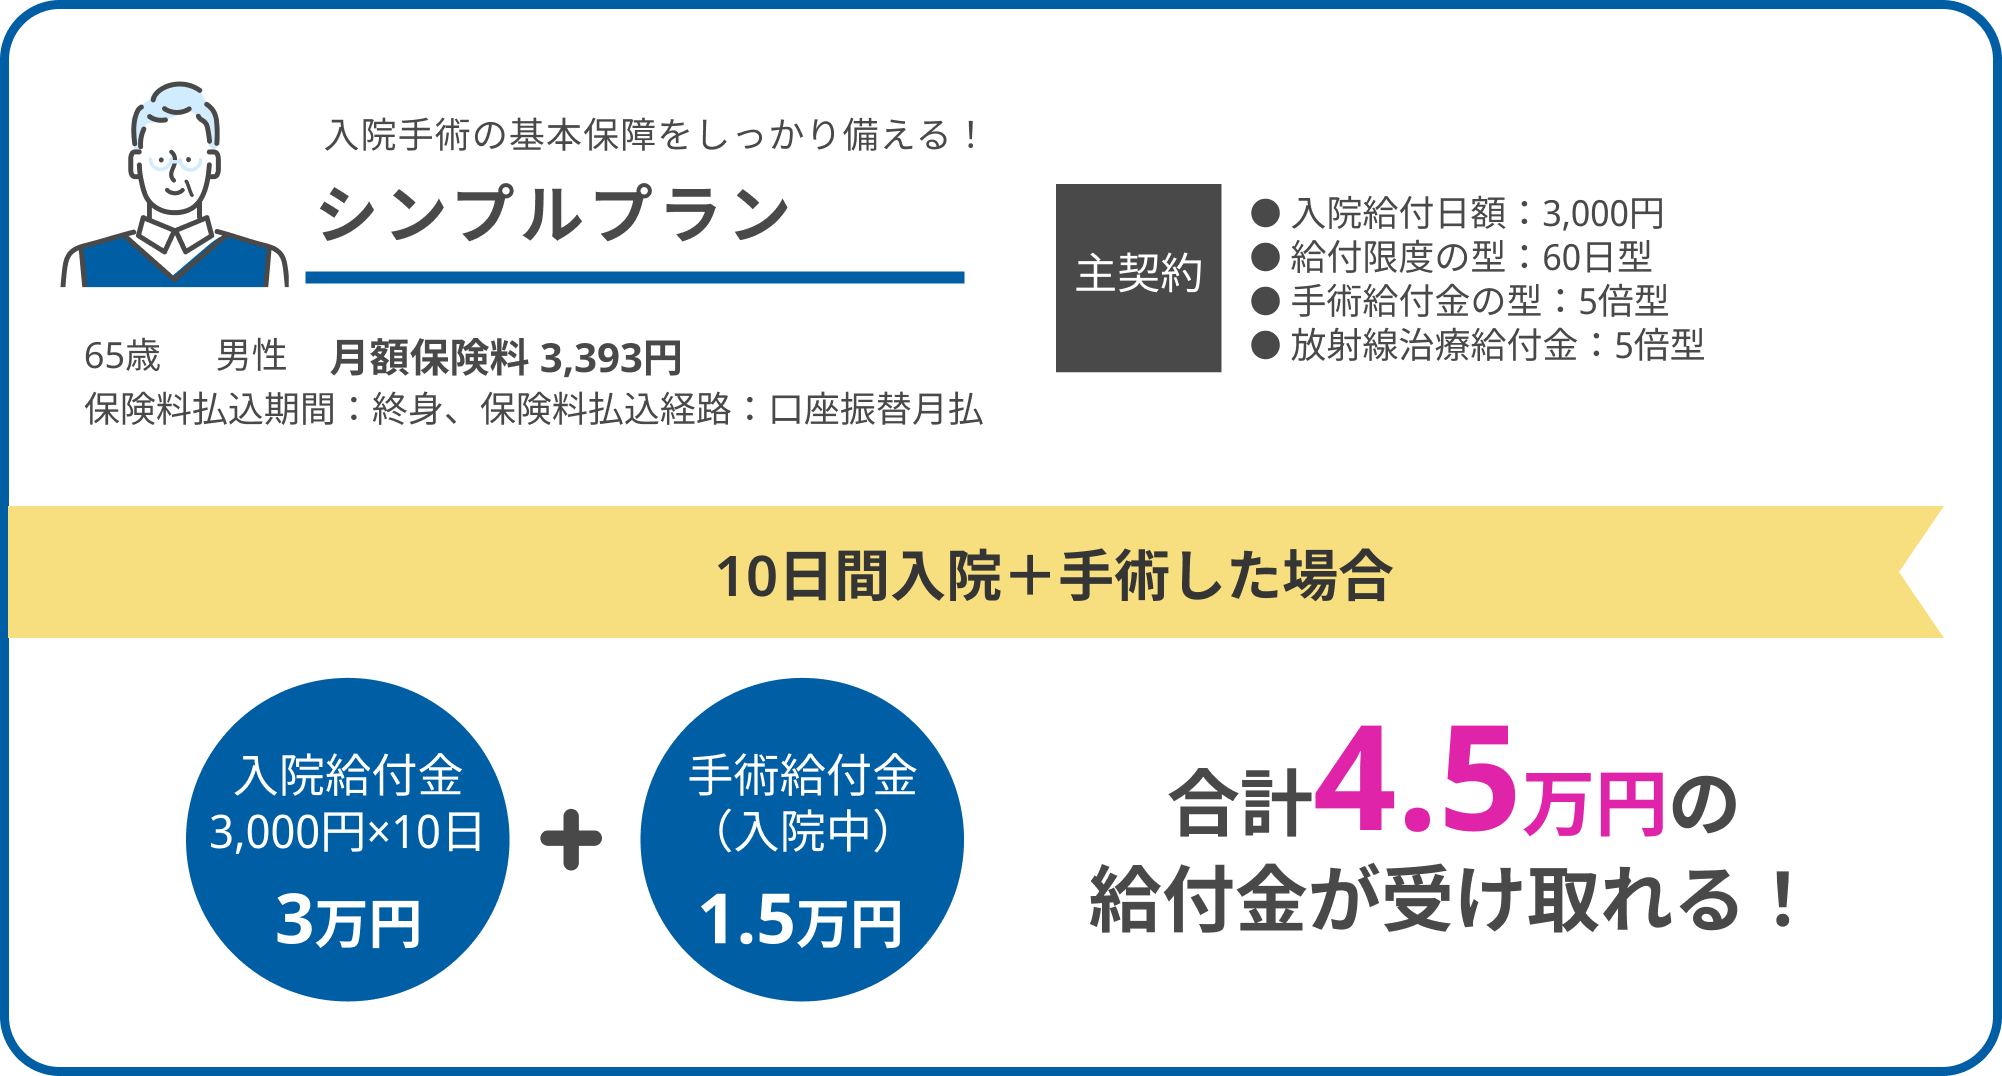 入院手術の基本保障をしっかり備える！
シンプルプラン
65歳 男性 月額保険料 3,393円
保険料払込期間：終身、保険料払込経路：口座振替月払
主契約
● 入院給付日額：3,000円
● 給付限度の型：60日型
● 手術給付金の型：5倍型
● 放射線治療給付金：5倍型
10日間入院＋手術した場合
入院給付金
3,000円×10日
3万円
+
手術給付金
（入院中）
1.5万円
合計4.5万円の
給付金が受け取れる！